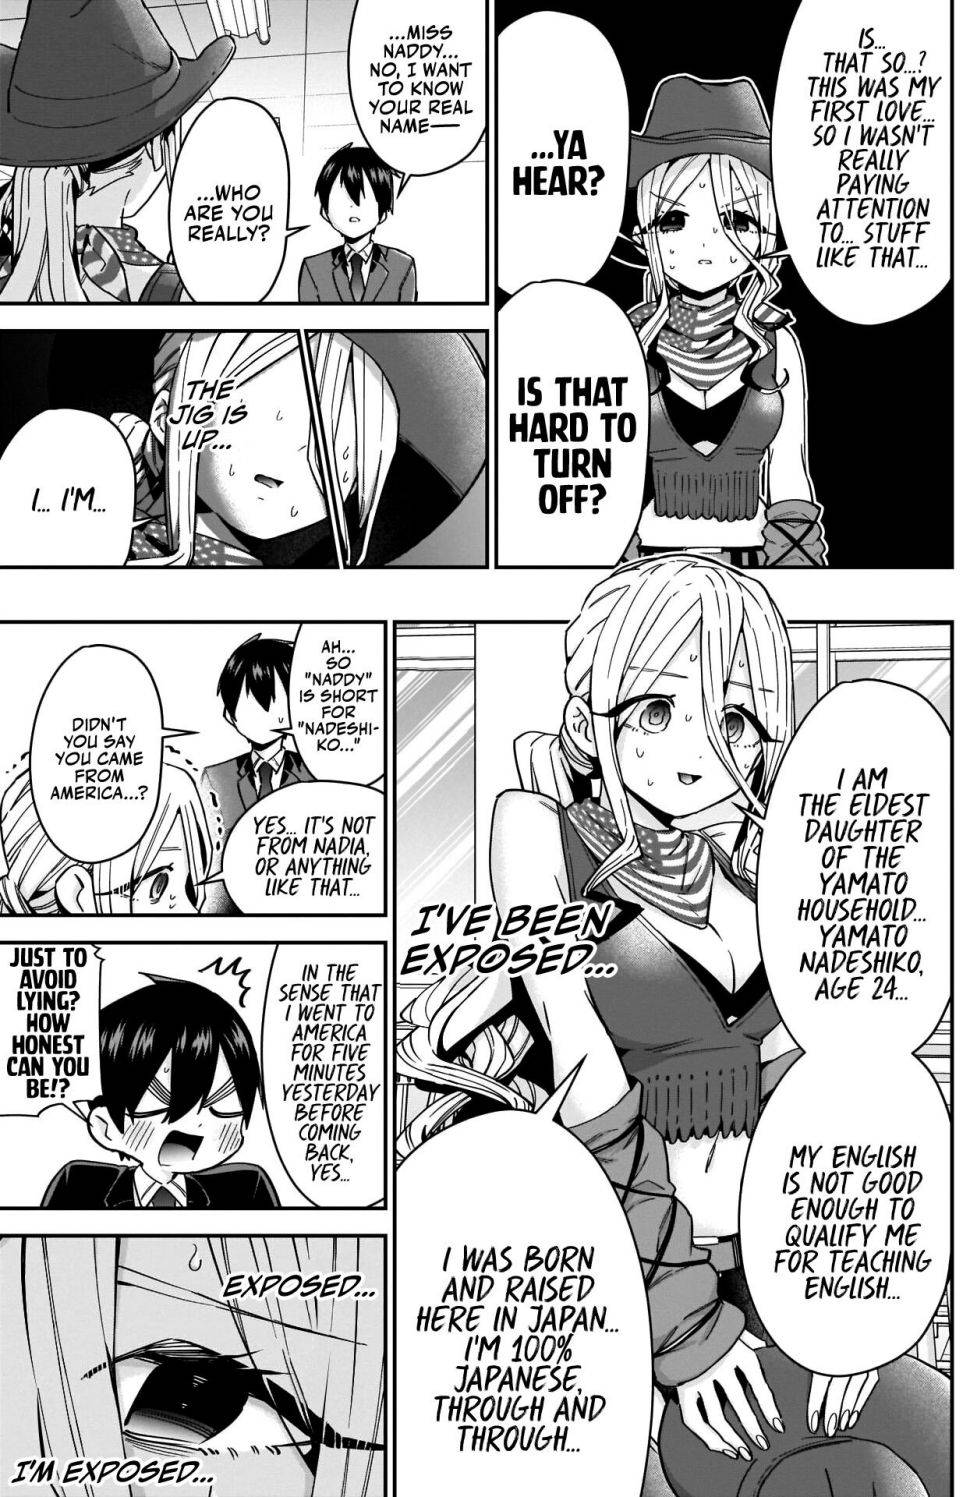 IS...
THAT SO...?
THIS WAS MY
FIRST LOVE...
SO I WASN'T
REALLY
PAYING
ATTENTION
TO... STUFF
LIKE THAT...
...YA
HEAR?
IS THAT
HARD TO
TURN
OFF?
...MISS
NADDY...
NO, I WANT
TO KNOW
YOUR REAL
NAME—
...WHO
ARE YOU
REALLY?
THE
JIG IS
UP...
I... I'M...
I AM
THE ELDEST
DAUGHTER
OF THE
YAMATO
HOUSEHOLD...
YAMATO
NADESHIKO,
AGE 24...
I'VE BEEN
EXPOSED...
MY ENGLISH
IS NOT GOOD
ENOUGH TO
QUALIFY ME
FOR TEACHING
ENGLISH...
I WAS BORN
AND RAISED
HERE IN JAPAN...
I'M 100%
JAPANESE,
THROUGH AND
THROUGH...
AH...
SO
"NADDY"
IS SHORT
FOR
"NADESHI-
KO..."
YES... IT'S NOT
FROM NADIA,
OR ANYTHING
LIKE THAT...
DIDN'T
YOU SAY
YOU CAME
FROM
AMERICA...?
IN THE
SENSE THAT
I WENT TO
AMERICA
FOR FIVE
MINUTES
YESTERDAY
BEFORE
COMING
BACK,
YES...
JUST TO
AVOID
LYING?
HOW
HONEST
CAN YOU
BE!?
EXPOSED...
I'M EXPOSED...